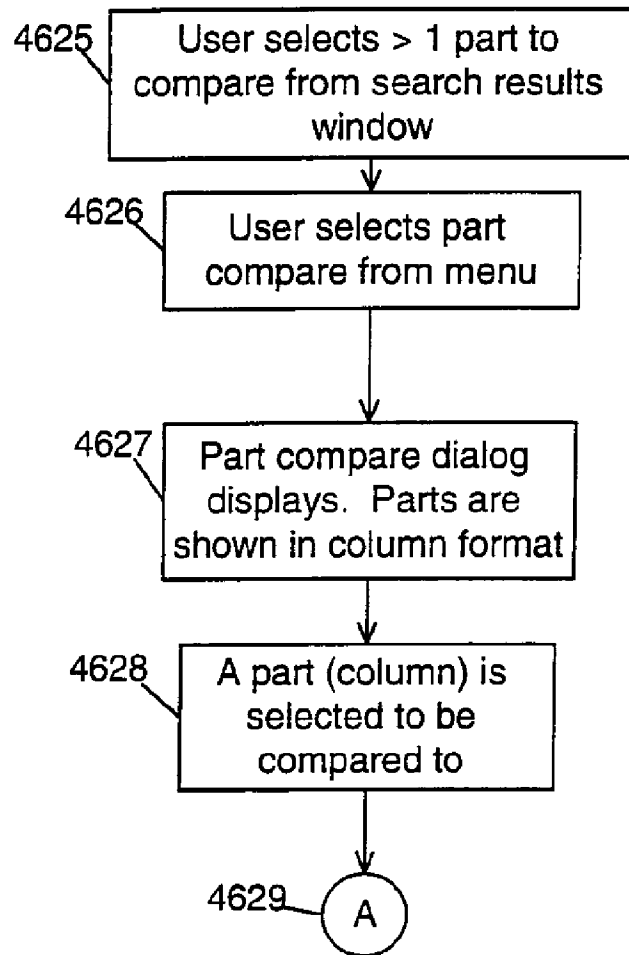 4625
User selects > 1 part to
compare from search results
window
4626
User selects part
compare from menu
4627
Part compare dialog
displays. Parts are
shown in column format
4628
A part (column) is
selected to be
compared to
4629
A